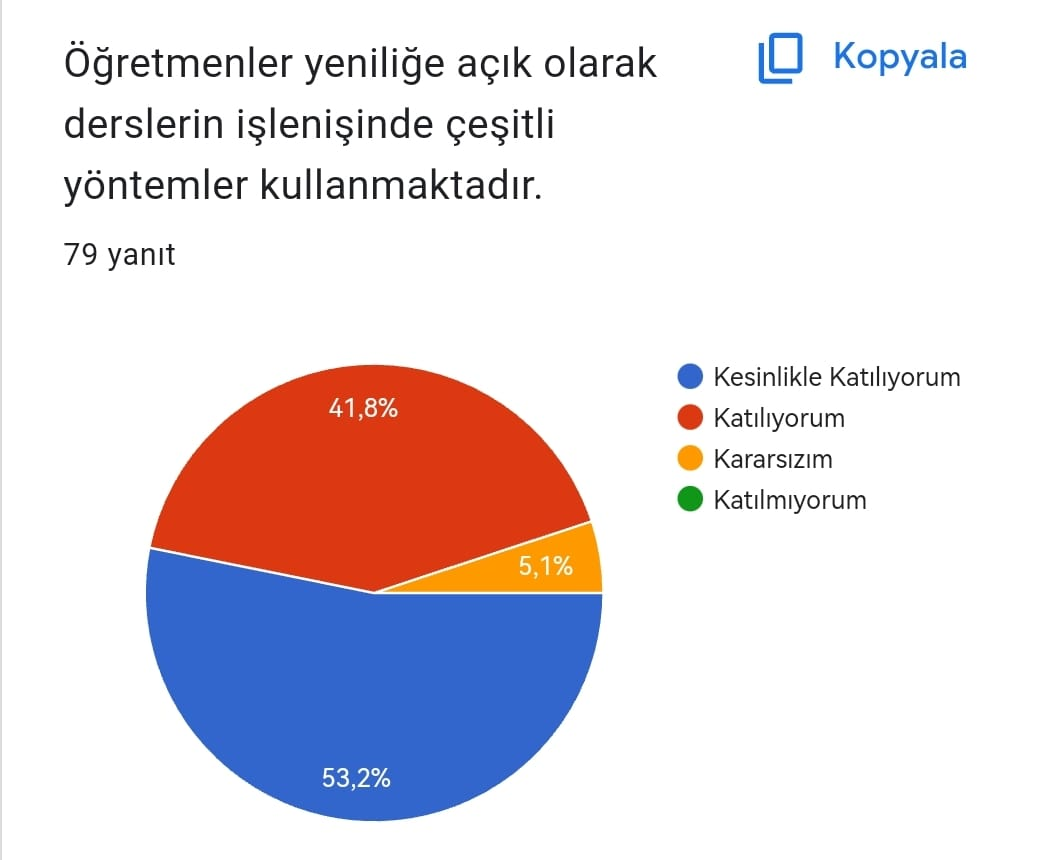 Öğretmenler yeniliğe açık olarak
derslerin işlenişinde çeşitli
yöntemler kullanmaktadır.
Kopyala
79 yanıt
41,8%
5,1%
53,2%
Kesinlikle Katılıyorum
Katılıyorum
Kararsızım
Katılmıyorum